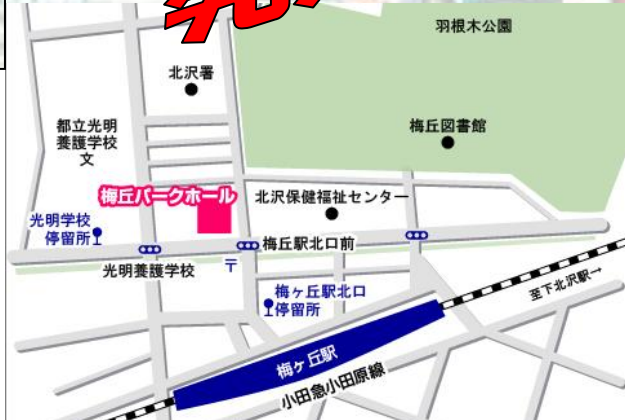 羽根木公園
北沢署
梅丘図書館
都立光明
養護学校
文
梅丘パークホール
北沢保健福祉センター
光明学校
停留所
梅丘駅北口前
光明養護学校
〒
梅ヶ丘駅北口
停留所
至下北沢駅→
梅ヶ丘駅
小田急小田原線